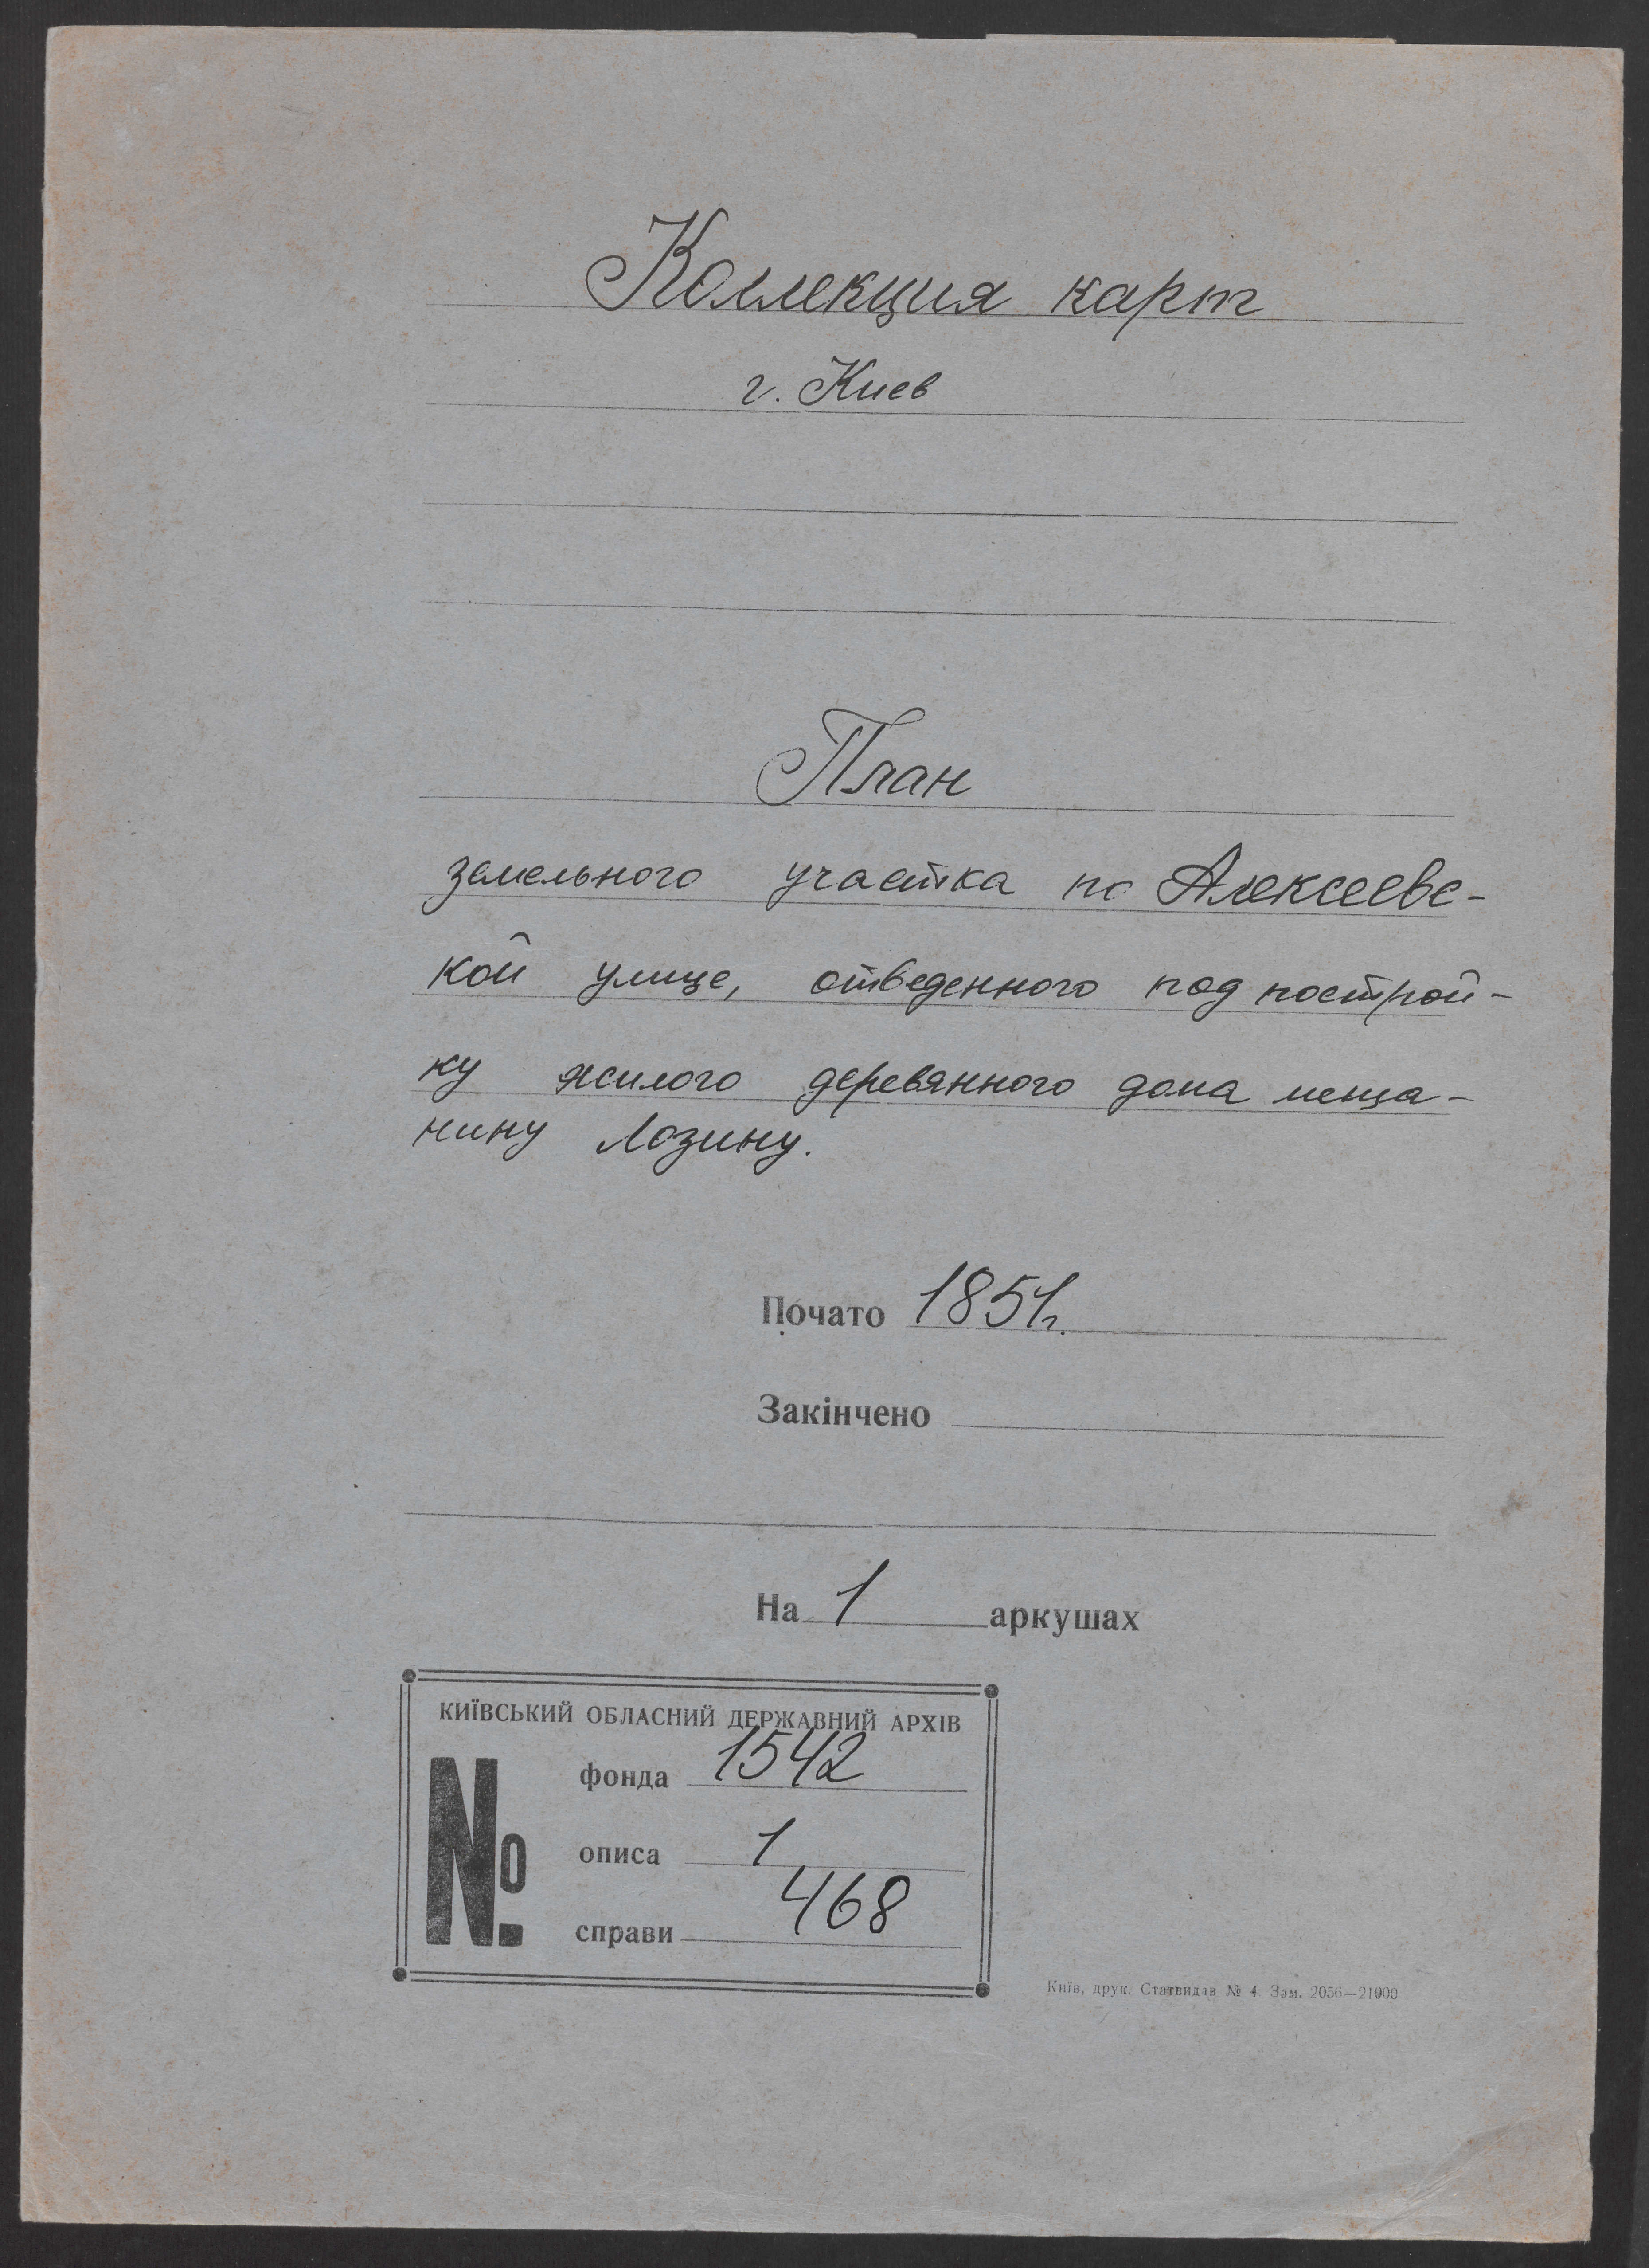 Коллекция карт
г. Киев
План
земельного участка по Алексеевс-
кой улице, отведенного под построй-
ку жилого деревянного дома меща-
нину Лозину.
Почато 1851г.
Закінчено
На 1 аркушах
КИЇВСЬКИЙ ОБЛАСНИЙ ДЕРЖАВНИЙ АРХІВ
№
фонда 1542
описа 1
справи 468
Київ, друк. Статвидав № 4. Зам. 2056—21000